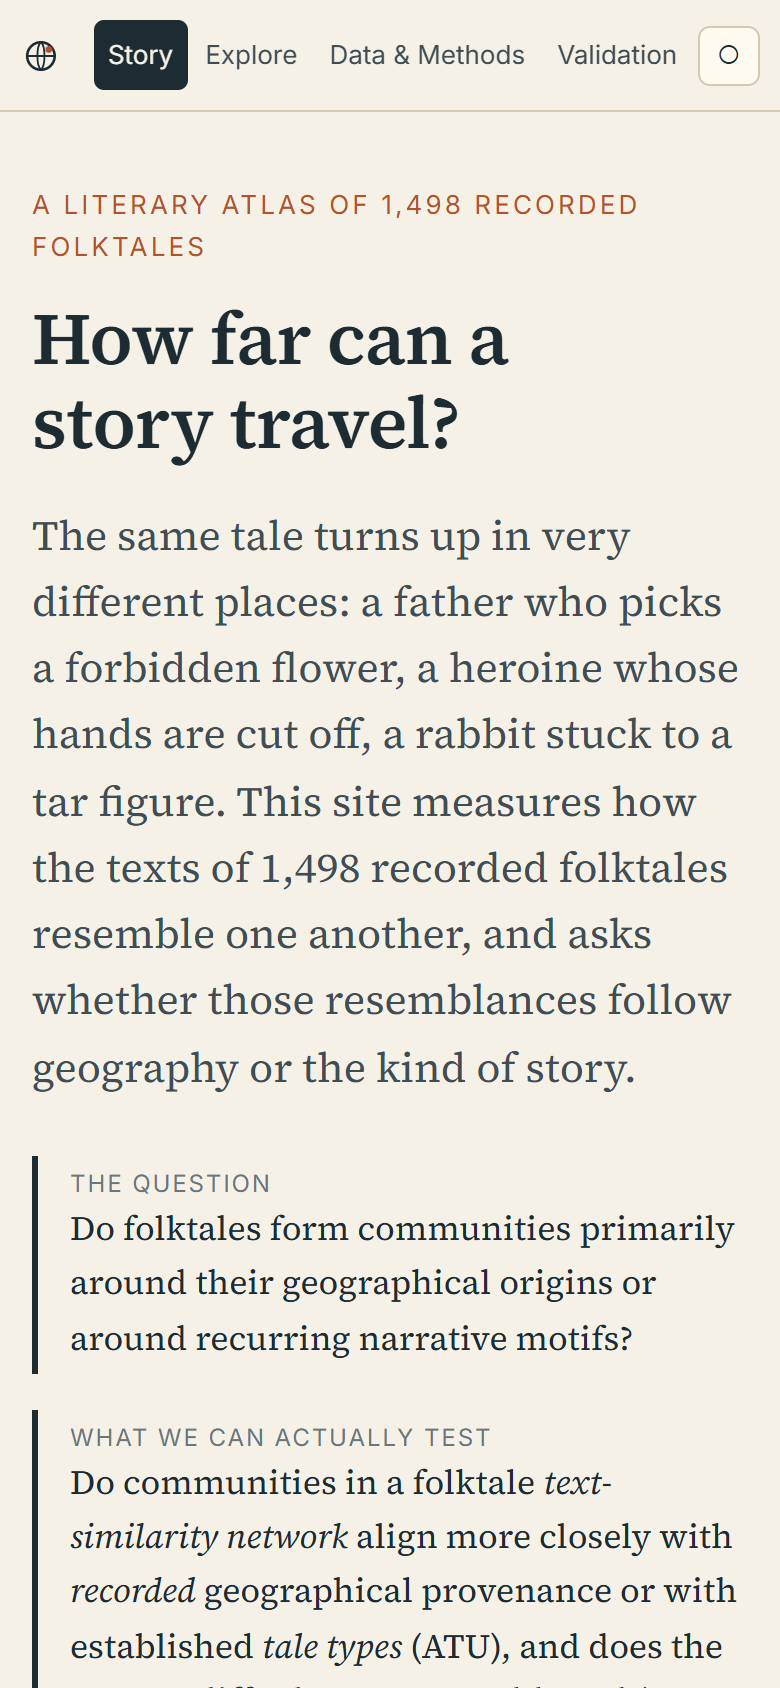 Story Explore Data & Methods Validation
A LITERARY ATLAS OF 1,498 RECORDED
FOLKTALES
How far can a
story travel?
The same tale turns up in very
different places: a father who picks
a forbidden flower, a heroine whose
hands are cut off, a rabbit stuck to a
tar figure. This site measures how
the texts of 1,498 recorded folktales
resemble one another, and asks
whether those resemblances follow
geography or the kind of story.
THE QUESTION
Do folktales form communities primarily
around their geographical origins or
around recurring narrative motifs?
WHAT WE CAN ACTUALLY TEST
Do communities in a folktale text-
similarity network align more closely with
recorded geographical provenance or with
established tale types (ATU), and does the